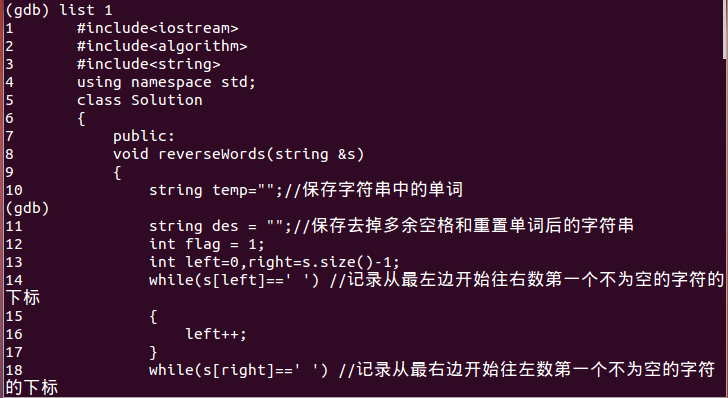 (gdb) list 1
1       #include<iostream>
2       #include<algorithm>
3       #include<string>
4       using namespace std;
5       class Solution
6       {
7           public:
8           void reverseWords(string &s)
9           {
10              string temp="";//保存字符串中的单词
(gdb)
11              string des = "";//保存去掉多余空格和重置单词后的字符串
12              int flag = 1;
13              int left=0,right=s.size()-1;
14              while(s[left]==' ') //记录从最左边开始往右数第一个不为空的字符的
下标
15              {
16                  left++;
17              }
18              while(s[right]==' ') //记录从最右边开始往左数第一个不为空的字符
的下标